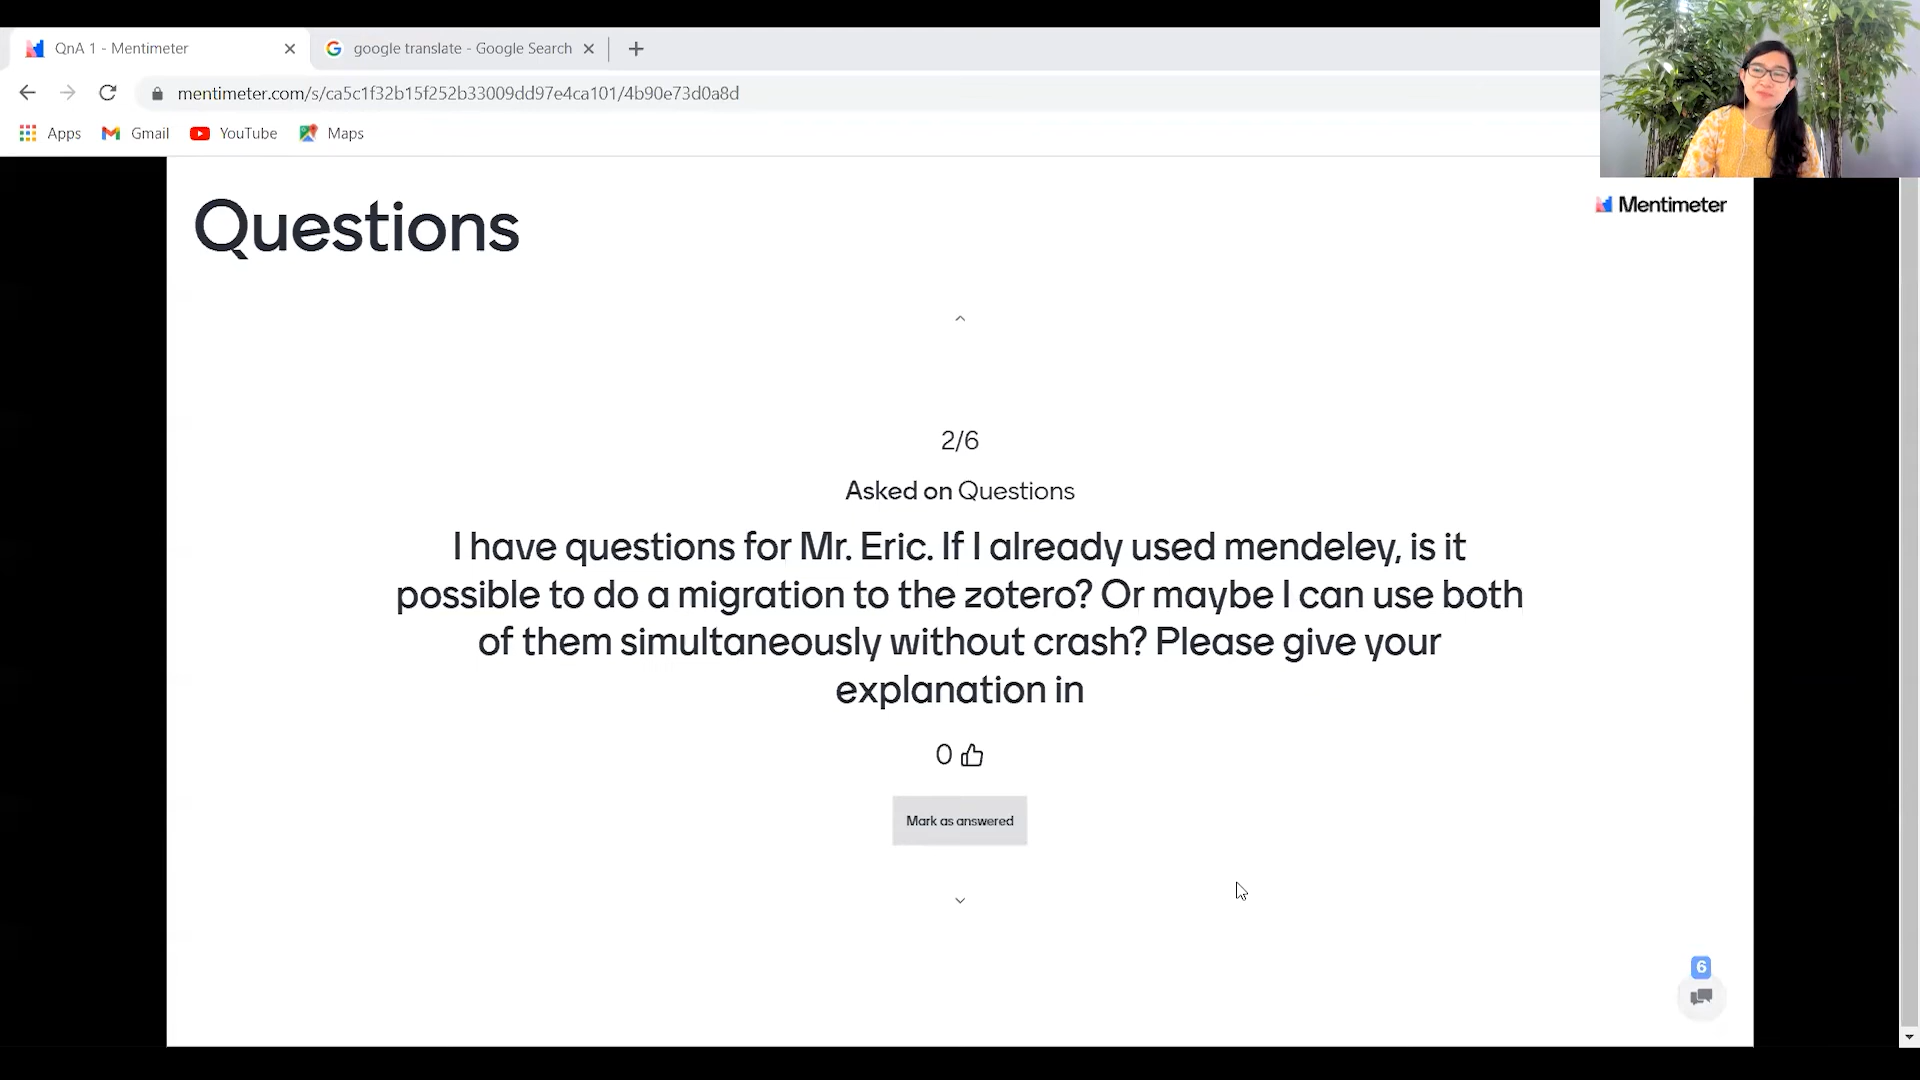 QnA 1 - Mentimeter
google translate - Google Search
mentimeter.com/s/ca5c1f32b15f252b33009dd97e4ca101/4b90e73d0a8d
Apps
Gmail
YouTube
Maps
Questions
Mentimeter
2/6
Asked on Questions
I have questions for Mr. Eric. If I already used mendeley, is it
possible to do a migration to the zotero? Or maybe I can use both
of them simultaneously without crash? Please give your
explanation in
0
Mark as answered
6